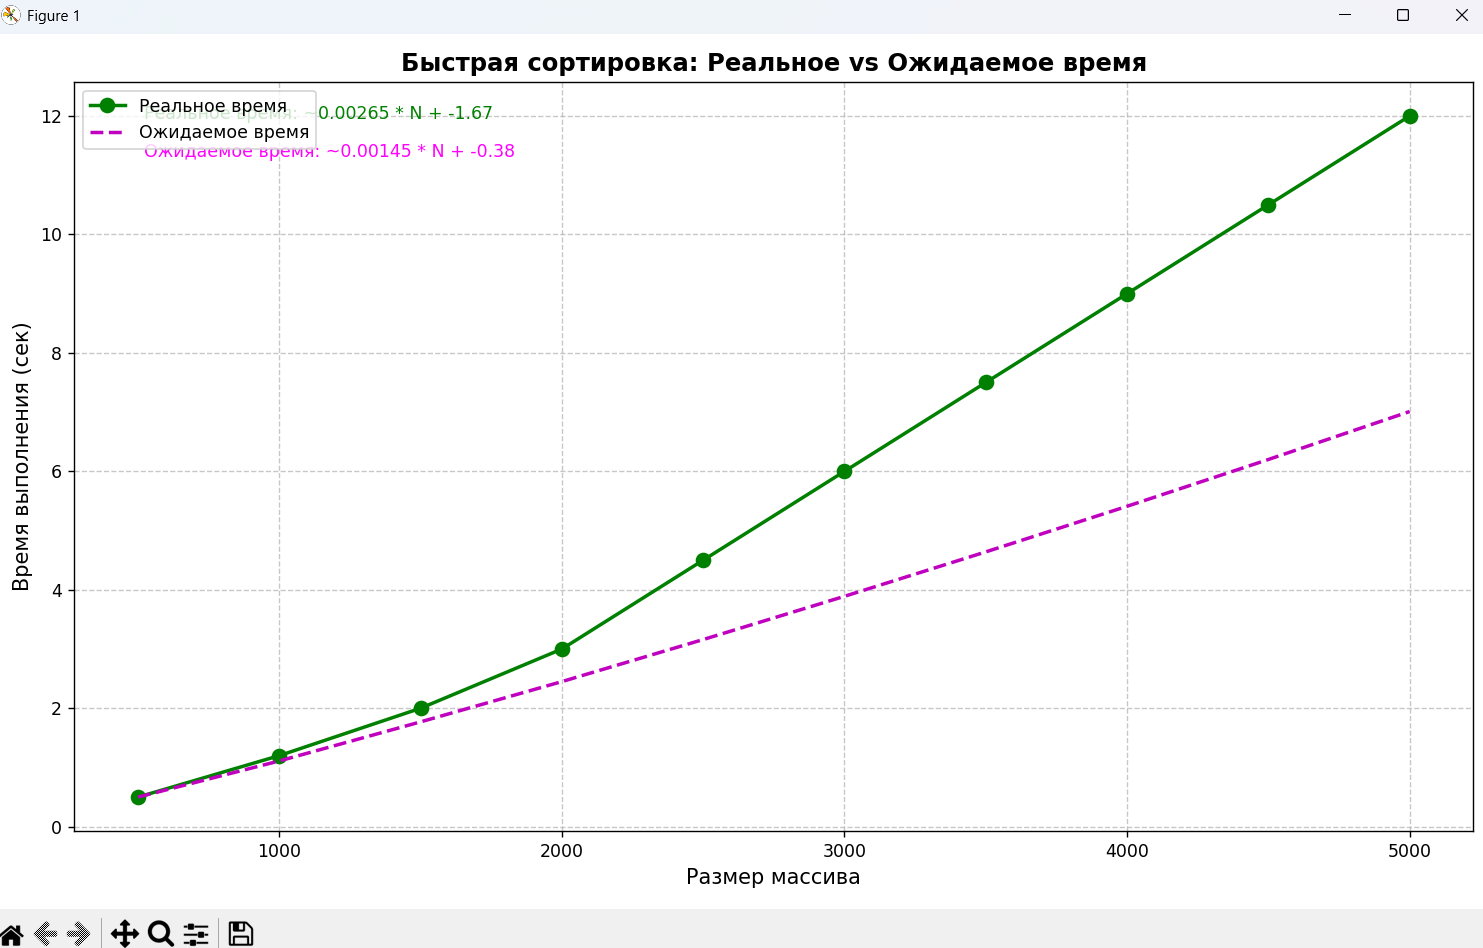 Figure 1
Быстрая сортировка: Реальное vs Ожидаемое время
Реальное время
Ожидаемое время
Реальное время: ~0.00265 * N + -1.67
Ожидаемое время: ~0.00145 * N + -0.38
Время выполнения (сек)
12
10
8
6
4
2
0
1000 2000 3000 4000 5000
Размер массива